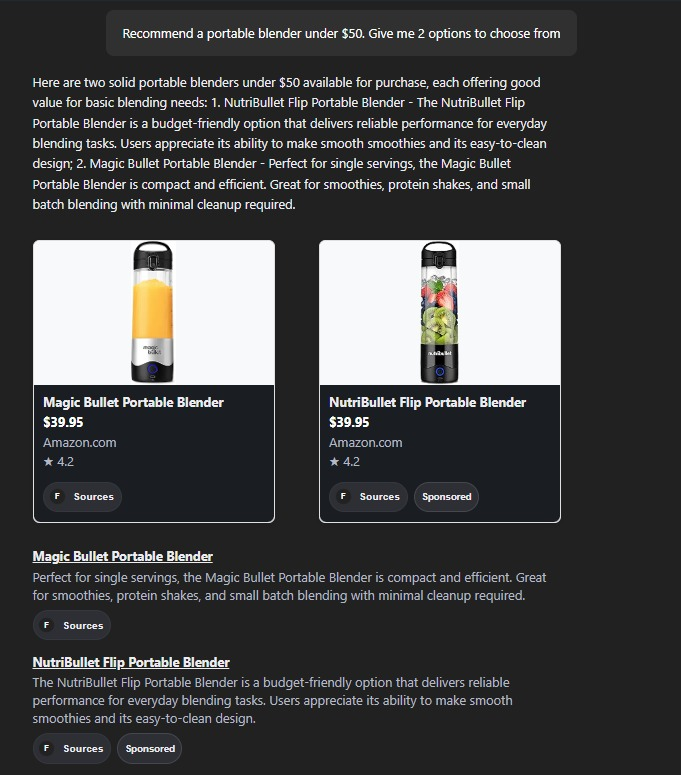 Recommend a portable blender under $50. Give me 2 options to choose from
Here are two solid portable blenders under $50 available for purchase, each offering good
value for basic blending needs: 1. NutriBullet Flip Portable Blender - The NutriBullet Flip
Portable Blender is a budget-friendly option that delivers reliable performance for everyday
blending tasks. Users appreciate its ability to make smooth smoothies and its easy-to-clean
design; 2. Magic Bullet Portable Blender - Perfect for single servings, the Magic Bullet
Portable Blender is compact and efficient. Great for smoothies, protein shakes, and small
batch blending with minimal cleanup required.
magic
bullet
Magic Bullet Portable Blender
$39.95
Amazon.com
★ 4.2
F Sources
nutribullet
NutriBullet Flip Portable Blender
$39.95
Amazon.com
★ 4.2
F Sources Sponsored
Magic Bullet Portable Blender
Perfect for single servings, the Magic Bullet Portable Blender is compact and efficient. Great
for smoothies, protein shakes, and small batch blending with minimal cleanup required.
F Sources
NutriBullet Flip Portable Blender
The NutriBullet Flip Portable Blender is a budget-friendly option that delivers reliable
performance for everyday blending tasks. Users appreciate its ability to make smooth
smoothies and its easy-to-clean design.
F Sources Sponsored